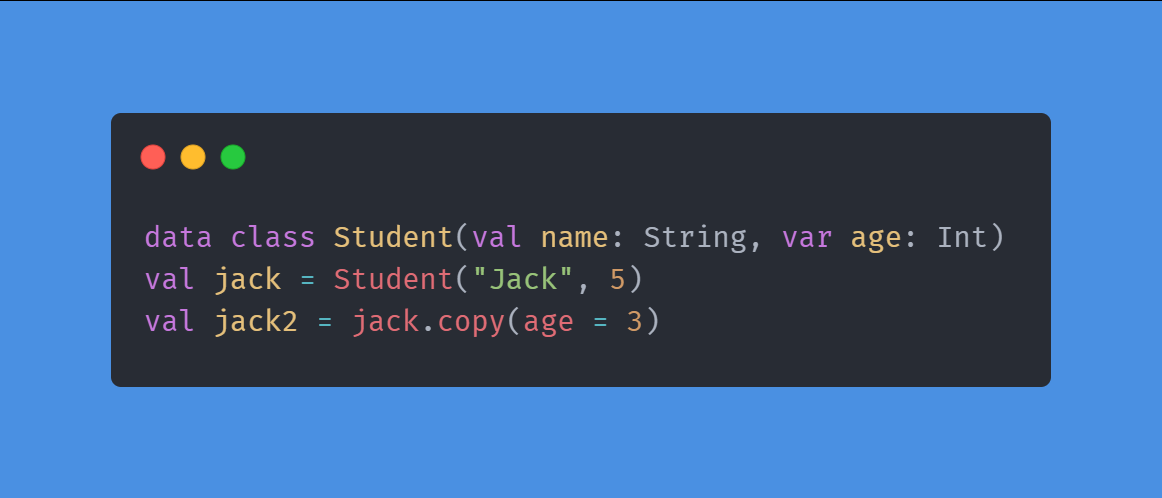 data class Student(val name: String, var age: Int)
val jack = Student("Jack", 5)
val jack2 = jack.copy(age = 3)